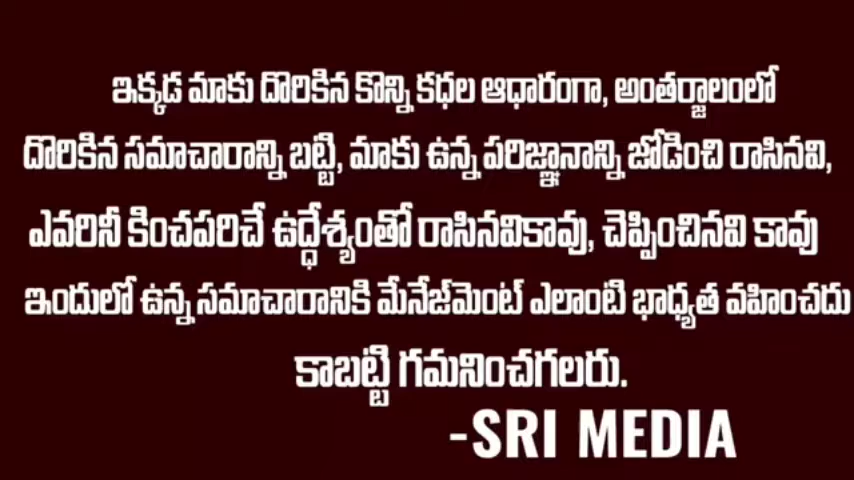 ఇక్కడ మాకు దొరికిన కొన్ని కధల ఆధారంగా, అంతర్జాలంలో
దొరికిన సమాచారాన్ని బట్టి, మాకు ఉన్న పరిజ్ఞానాన్ని జోడించి రాసినవి,
ఎవరినీ కించపరిచే ఉద్ధేశ్యంతో రాసినవికావు, చెప్పించినవి కావు
ఇందులో ఉన్న సమాచారానికి మేనేజ్‌మెంట్ ఎలాంటి భాధ్యత వహించదు
కాబట్టి గమనించగలరు.
-SRI MEDIA